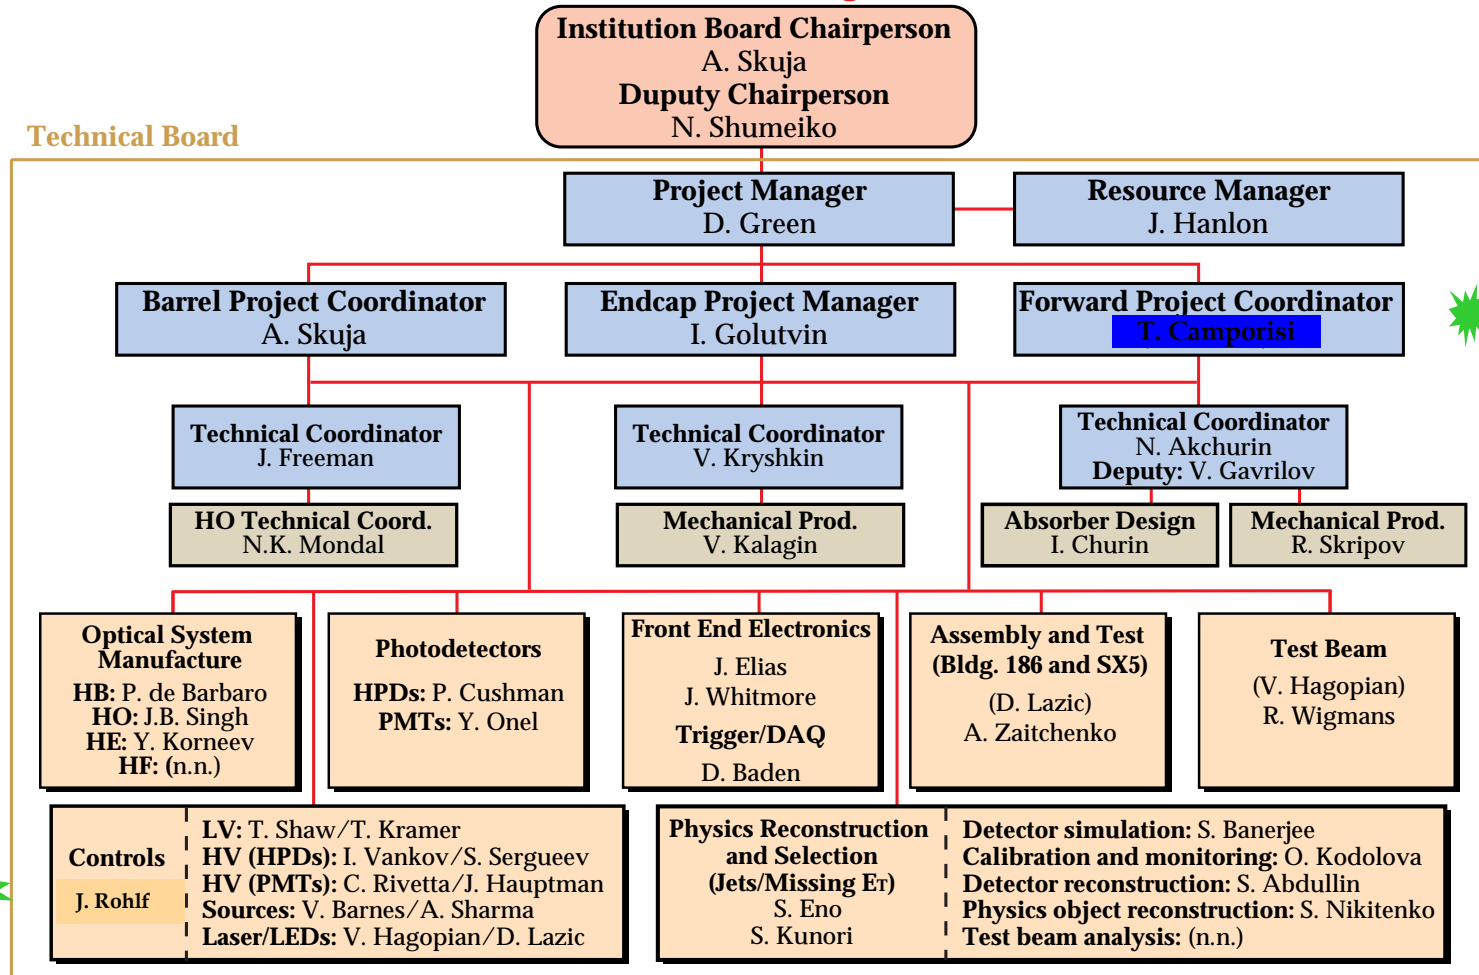 Institution Board Chairperson
A. Skuja
Duputy Chairperson
N. Shumeiko
Technical Board
Project Manager
D. Green
Resource Manager
J. Hanlon
Barrel Project Coordinator
A. Skuja
Endcap Project Manager
I. Golutvin
Forward Project Coordinator
T. Camporisi
Technical Coordinator
J. Freeman
Technical Coordinator
V. Kryshkin
Technical Coordinator
N. Akchurin
Deputy: V. Gavrilov
HO Technical Coord.
N.K. Mondal
Mechanical Prod.
V. Kalagin
Absorber Design
I. Churin
Mechanical Prod.
R. Skripov
Optical System
Manufacture
HB: P. de Barbaro
HO: J.B. Singh
HE: Y. Korneev
HF: (n.n.)
Photodetectors
HPDs: P. Cushman
PMTs: Y. Onel
Front End Electronics
J. Elias
J. Whitmore
Trigger/DAQ
D. Baden
Assembly and Test
(Bldg. 186 and SX5)
(D. Lazic)
A. Zaitchenko
Test Beam
(V. Hagopian)
R. Wigmans
Controls
J. Rohlf
LV: T. Shaw/T. Kramer
HV (HPDs): I. Vankov/S. Sergueev
HV (PMTs): C. Rivetta/J. Hauptman
Sources: V. Barnes/A. Sharma
Laser/LEDs: V. Hagopian/D. Lazic
Physics Reconstruction
and Selection
(Jets/Missing ET)
S. Eno
S. Kunori
Detector simulation: S. Banerjee
Calibration and monitoring: O. Kodolova
Detector reconstruction: S. Abdullin
Physics object reconstruction: S. Nikitenko
Test beam analysis: (n.n.)